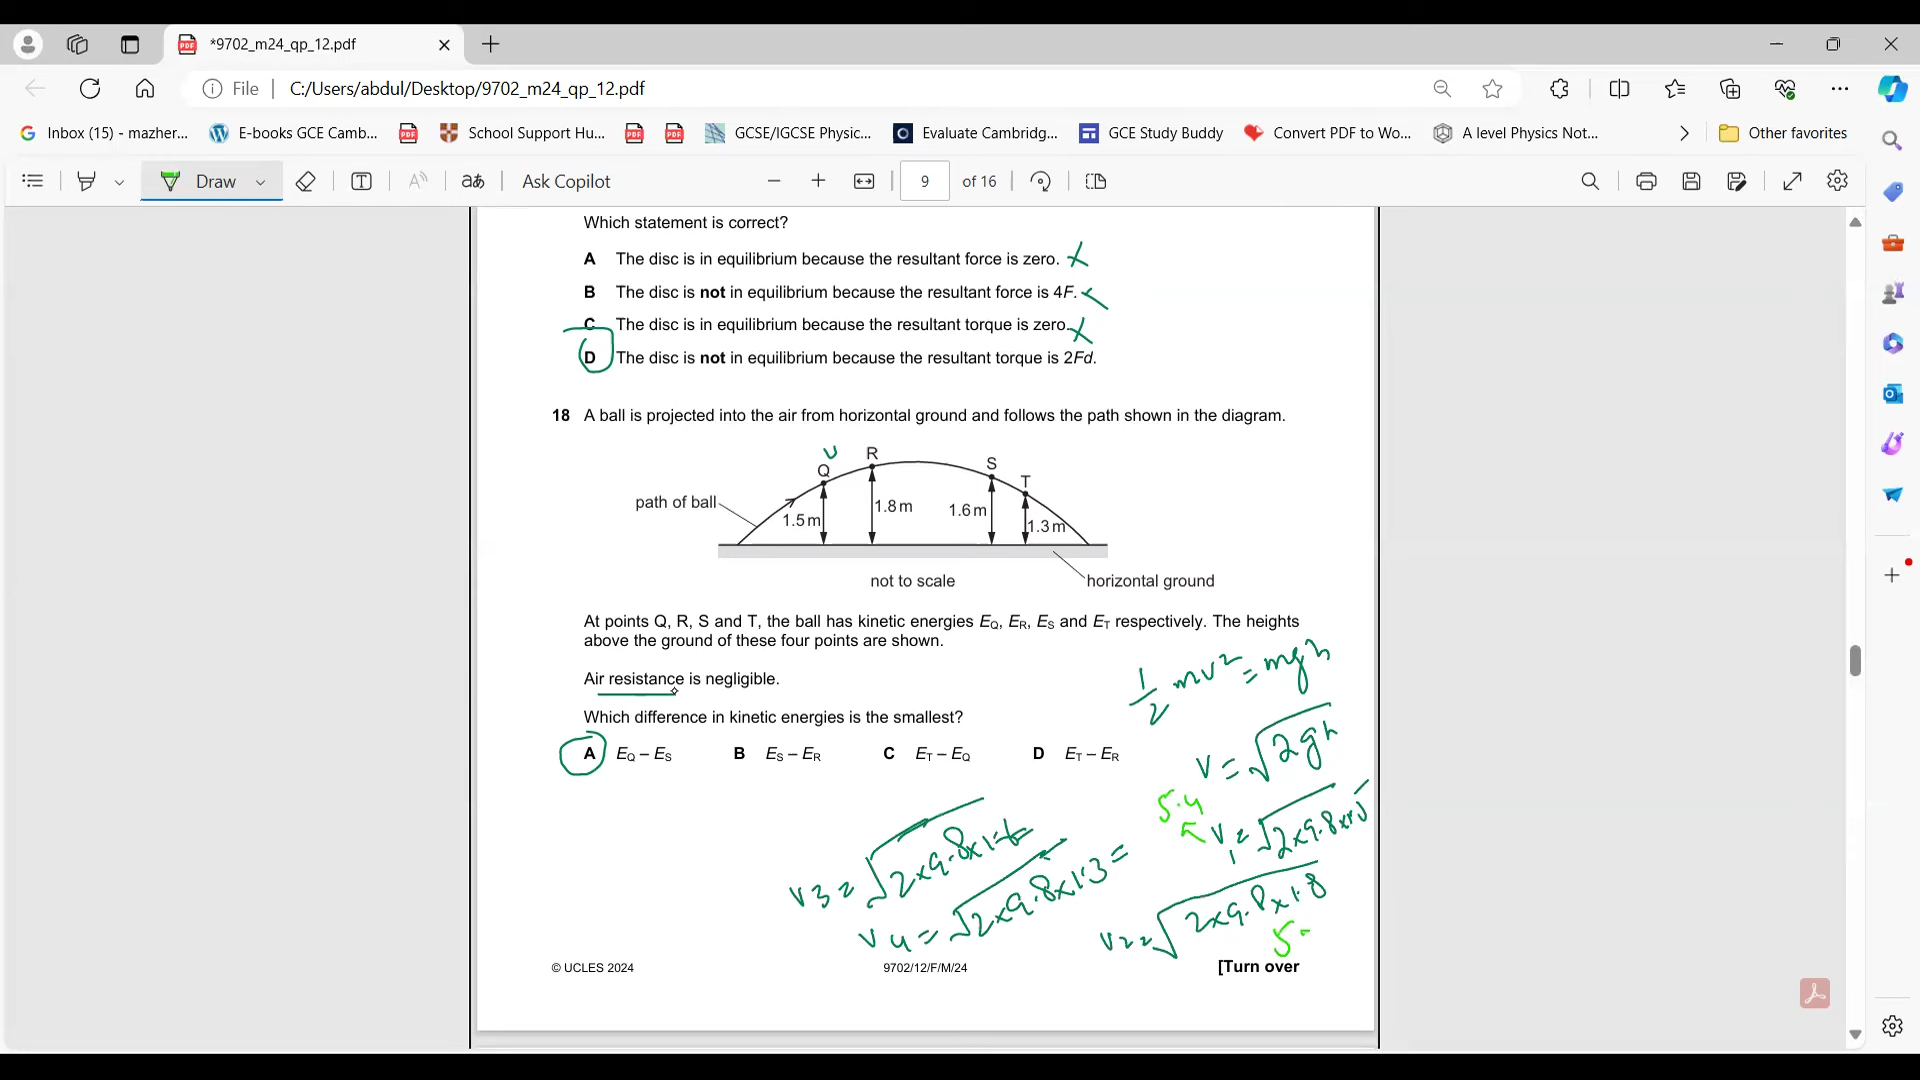 *9702_m24_qp_12.pdf
File C:/Users/abdul/Desktop/9702_m24_qp_12.pdf
Inbox (15) - mazher... E-books GCE Camb... School Support Hu... GCSE/IGCSE Physic... Evaluate Cambridg... GCE Study Buddy Convert PDF to Wo... A level Physics Not... Other favorites
Draw Ask Copilot 9 of 16
Which statement is correct?
A The disc is in equilibrium because the resultant force is zero.
B The disc is not in equilibrium because the resultant force is 4F.
C The disc is in equilibrium because the resultant torque is zero.
D The disc is not in equilibrium because the resultant torque is 2Fd.
18 A ball is projected into the air from horizontal ground and follows the path shown in the diagram.
R
Q
S
T
path of ball
1.5 m
1.8 m
1.6 m
1.3 m
not to scale
horizontal ground
At points Q, R, S and T, the ball has kinetic energies EQ, ER, ES and ET respectively. The heights
above the ground of these four points are shown.
Air resistance is negligible.
Which difference in kinetic energies is the smallest?
A EQ – ES B ES – ER C ET – EQ D ET – ER
1/2 mv² = mgh
v = √2gh
5.4
v1 = √2×9.8×1.5
v2 = √2×9.8×1.8
5.
v3 = √2×9.8×1.6
v4 = √2×9.8×1.3 =
© UCLES 2024 9702/12/F/M/24 [Turn over